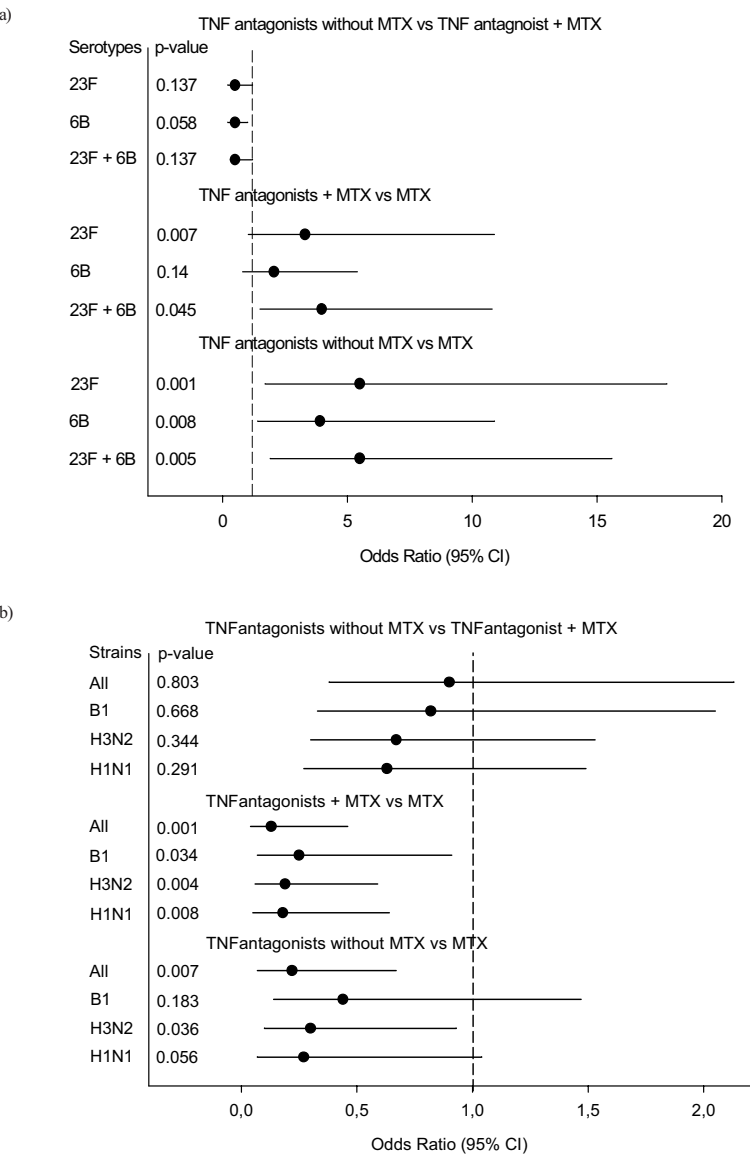 a)
TNF antagonists without MTX vs TNF antagnoist + MTX
Serotypes p-value
23F 0.137
6B 0.058
23F + 6B 0.137
TNF antagonists + MTX vs MTX
23F 0.007
6B 0.14
23F + 6B 0.045
TNF antagonists without MTX vs MTX
23F 0.001
6B 0.008
23F + 6B 0.005
0 5 10 15 20
Odds Ratio (95% CI)
b)
TNFantagonists without MTX vs TNFantagonist + MTX
Strains p-value
All 0.803
B1 0.668
H3N2 0.344
H1N1 0.291
TNFantagonists + MTX vs MTX
All 0.001
B1 0.034
H3N2 0.004
H1N1 0.008
TNFantagonists without MTX vs MTX
All 0.007
B1 0.183
H3N2 0.036
H1N1 0.056
0,0 0,5 1,0 1,5 2,0
Odds Ratio (95% CI)